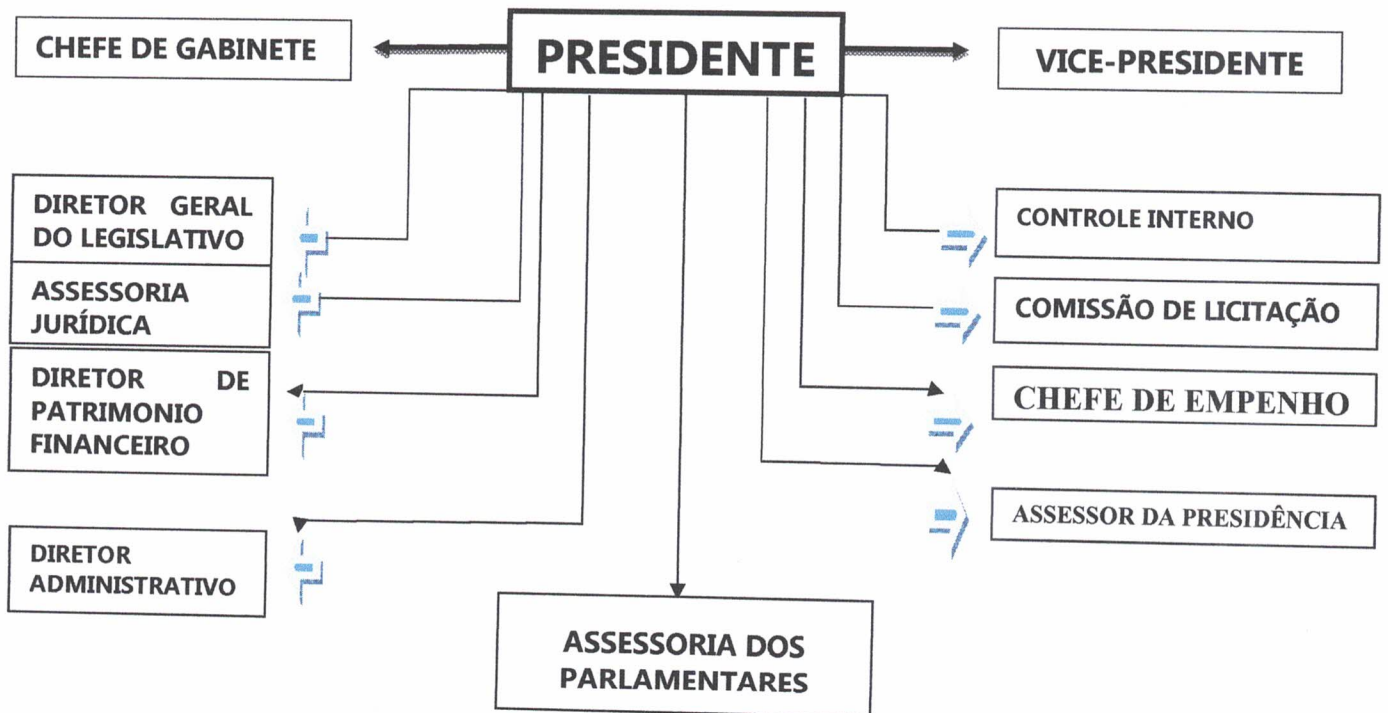 CHEFE DE GABINETE
PRESIDENTE
VICE-PRESIDENTE
DIRETOR GERAL
DO LEGISLATIVO
ASSESSORIA
JURÍDICA
DIRETOR DE
PATRIMONIO
FINANCEIRO
DIRETOR
ADMINISTRATIVO
CONTROLE INTERNO
COMISSÃO DE LICITAÇÃO
CHEFE DE EMPENHO
ASSESSOR DA PRESIDÊNCIA
ASSESSORIA DOS
PARLAMENTARES